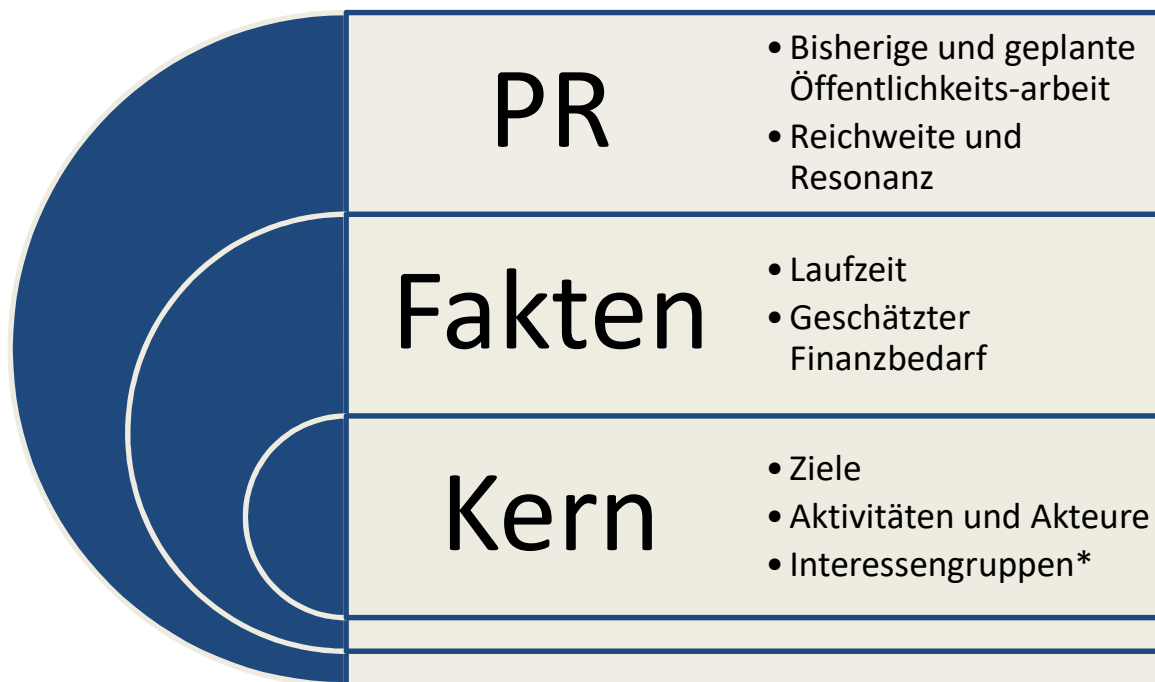 PR
• Bisherige und geplante
Öffentlichkeits-arbeit
• Reichweite und
Resonanz
Fakten
• Laufzeit
• Geschätzter
Finanzbedarf
Kern
• Ziele
• Aktivitäten und Akteure
• Interessengruppen*